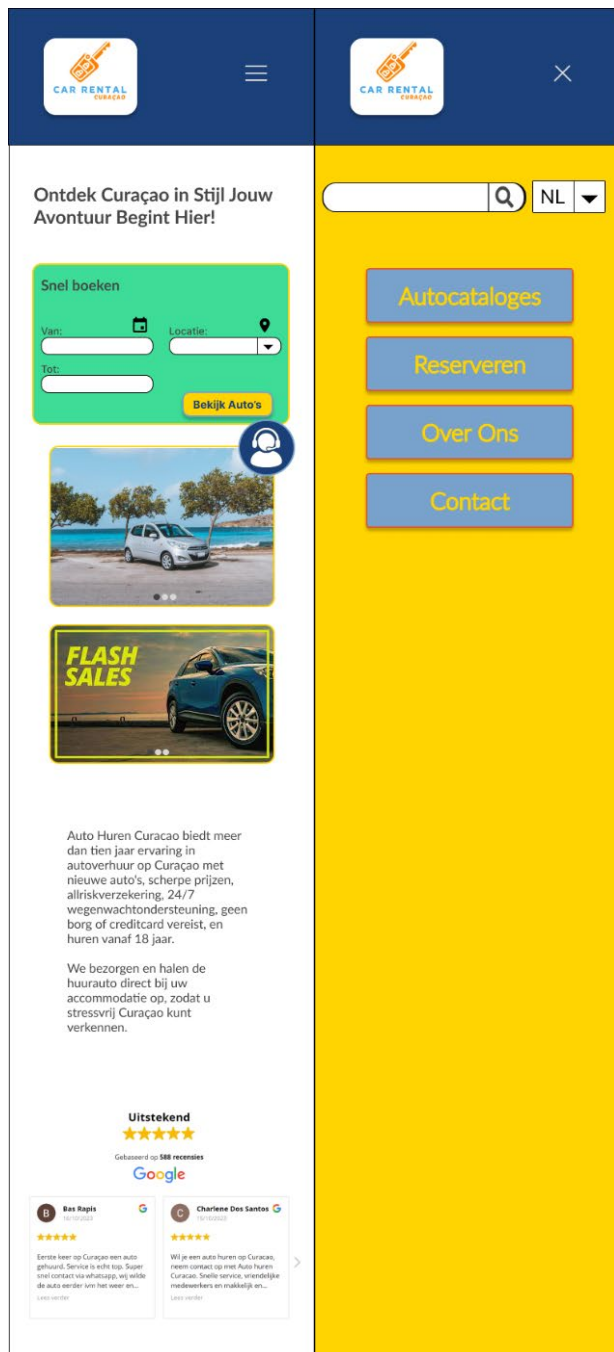 CAR RENTAL
CURAÇAO
Ontdek Curaçao in Stijl Jouw
Avontuur Begint Hier!
Snel boeken
Van:
Locatie:
Tot:
Bekijk Auto's
FLASH
SALES
Auto Huren Curacao biedt meer
dan tien jaar ervaring in
autoverhuur op Curaçao met
nieuwe auto's, scherpe prijzen,
allriskverzekering, 24/7
wegenwachtondersteuning, geen
borg of creditcard vereist, en
huren vanaf 18 jaar.
We bezorgen en halen de
huurauto direct bij uw
accommodatie op, zodat u
stressvrij Curaçao kunt
verkennen.
Uitstekend
Gebaseerd op 588 recensies
Google
B
Bas Rapis
G
16/10/2023
Eerste keer op Curaçao een auto
gehuurd. Service is echt top. Super
snel contact via whatsapp, wij wilde
de auto eerder ivm het weer en...
Lees verder
C
Charlene Dos Santos
G
15/10/2023
Wil je een auto huren op Curacao,
neem contact op met Auto huren
Curacao. Snelle service, vriendelijke
medewerkers en makkelijk en...
Lees verder
CAR RENTAL
CURAÇAO
NL
Autocataloges
Reserveren
Over Ons
Contact